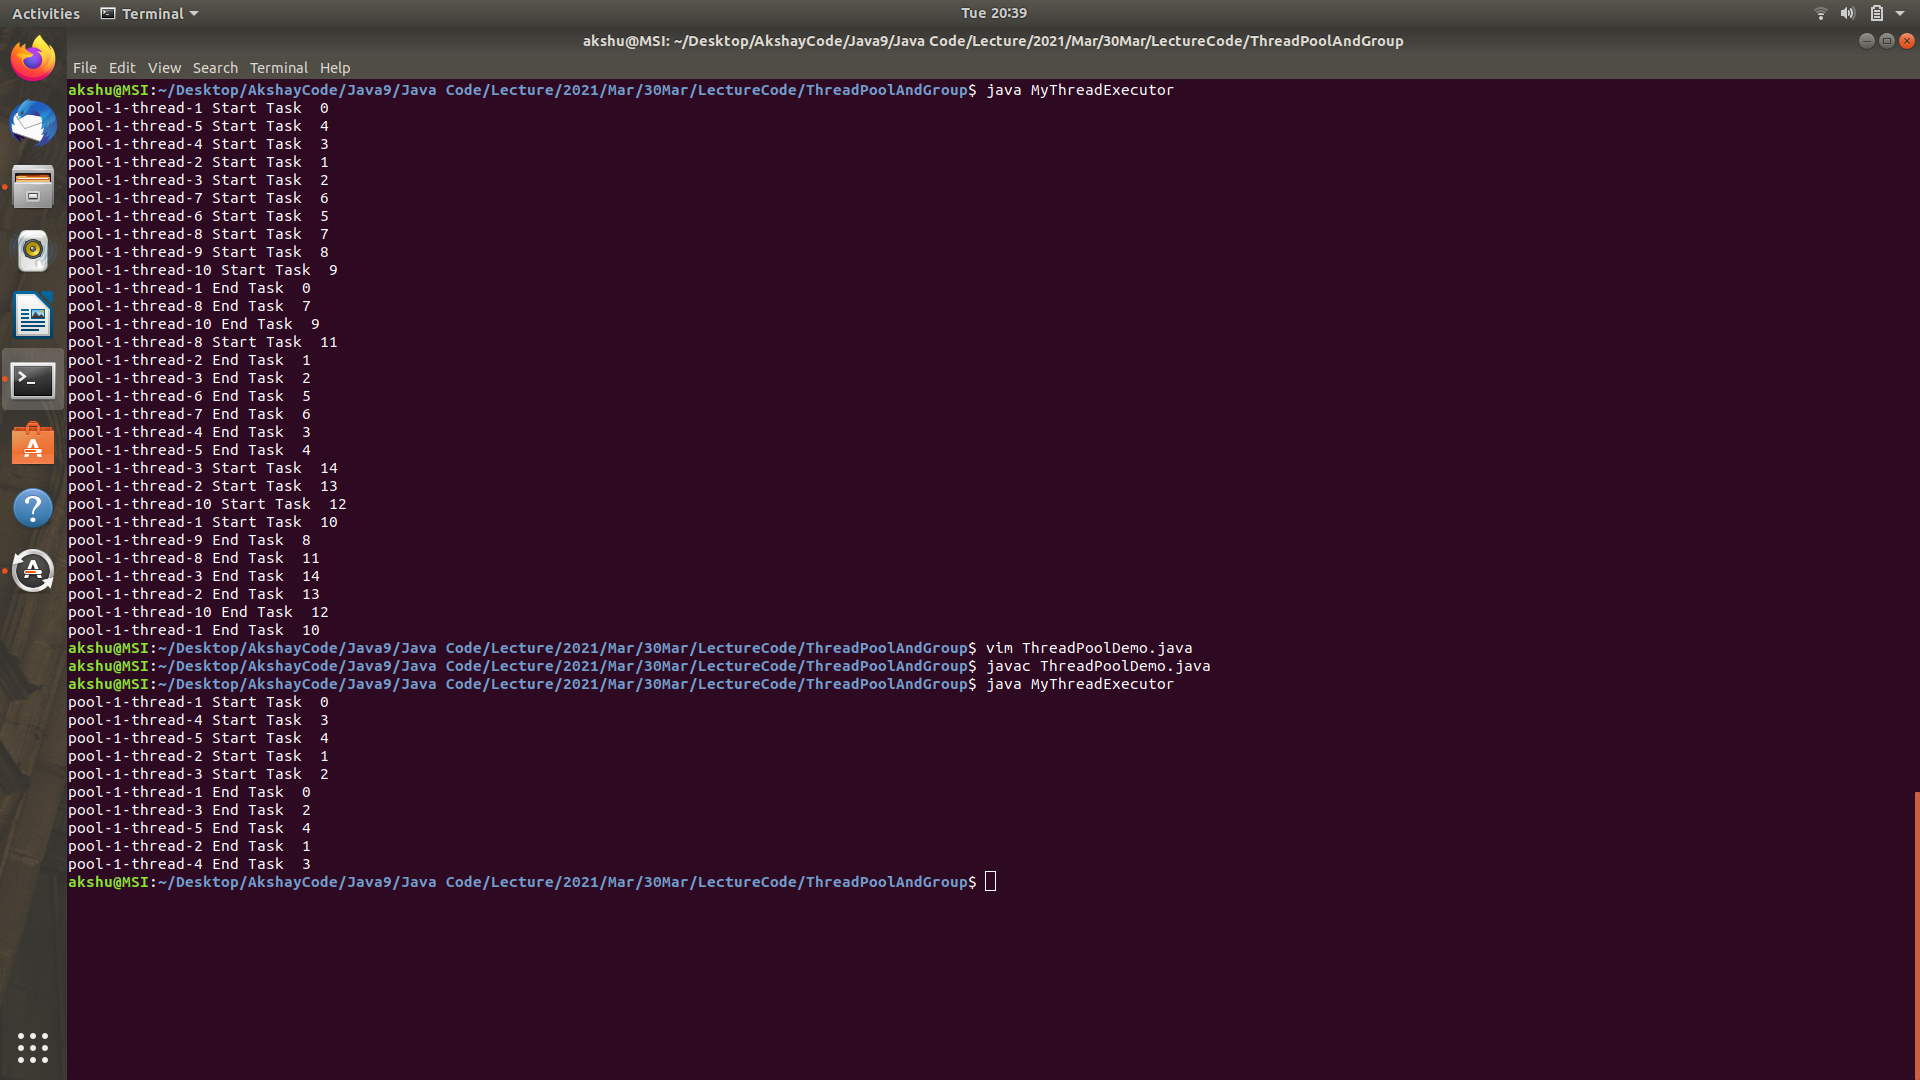 Activities Terminal Tue 20:39
akshu@MSI: ~/Desktop/AkshayCode/Java9/Java Code/Lecture/2021/Mar/30Mar/LectureCode/ThreadPoolAndGroup
File Edit View Search Terminal Help
akshu@MSI:~/Desktop/AkshayCode/Java9/Java Code/Lecture/2021/Mar/30Mar/LectureCode/ThreadPoolAndGroup$ java MyThreadExecutor
pool-1-thread-1 Start Task  0
pool-1-thread-5 Start Task  4
pool-1-thread-4 Start Task  3
pool-1-thread-2 Start Task  1
pool-1-thread-3 Start Task  2
pool-1-thread-7 Start Task  6
pool-1-thread-6 Start Task  5
pool-1-thread-8 Start Task  7
pool-1-thread-9 Start Task  8
pool-1-thread-10 Start Task  9
pool-1-thread-1 End Task  0
pool-1-thread-8 End Task  7
pool-1-thread-10 End Task  9
pool-1-thread-8 Start Task  11
pool-1-thread-2 End Task  1
pool-1-thread-3 End Task  2
pool-1-thread-6 End Task  5
pool-1-thread-7 End Task  6
pool-1-thread-4 End Task  3
pool-1-thread-5 End Task  4
pool-1-thread-3 Start Task  14
pool-1-thread-2 Start Task  13
pool-1-thread-10 Start Task  12
pool-1-thread-1 Start Task  10
pool-1-thread-9 End Task  8
pool-1-thread-8 End Task  11
pool-1-thread-3 End Task  14
pool-1-thread-2 End Task  13
pool-1-thread-10 End Task  12
pool-1-thread-1 End Task  10
akshu@MSI:~/Desktop/AkshayCode/Java9/Java Code/Lecture/2021/Mar/30Mar/LectureCode/ThreadPoolAndGroup$ vim ThreadPoolDemo.java
akshu@MSI:~/Desktop/AkshayCode/Java9/Java Code/Lecture/2021/Mar/30Mar/LectureCode/ThreadPoolAndGroup$ javac ThreadPoolDemo.java
akshu@MSI:~/Desktop/AkshayCode/Java9/Java Code/Lecture/2021/Mar/30Mar/LectureCode/ThreadPoolAndGroup$ java MyThreadExecutor
pool-1-thread-1 Start Task  0
pool-1-thread-4 Start Task  3
pool-1-thread-5 Start Task  4
pool-1-thread-2 Start Task  1
pool-1-thread-3 Start Task  2
pool-1-thread-1 End Task  0
pool-1-thread-3 End Task  2
pool-1-thread-5 End Task  4
pool-1-thread-2 End Task  1
pool-1-thread-4 End Task  3
akshu@MSI:~/Desktop/AkshayCode/Java9/Java Code/Lecture/2021/Mar/30Mar/LectureCode/ThreadPoolAndGroup$